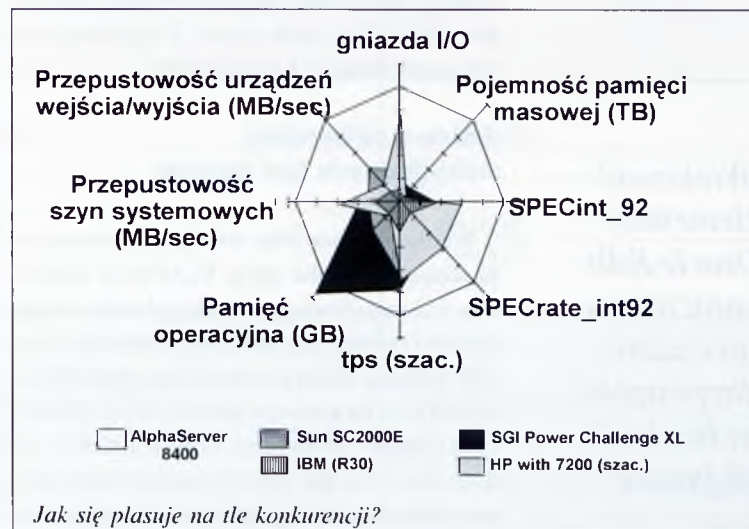 gniazda I/O
Przepustowość urządzeń
wejścia/wyjścia (MB/sec)
Pojemność pamięci
masowej (TB)
Przepustowość
szyn systemowych
(MB/sec)
SPECint_92
Pamięć
operacyjna (GB)
SPECrate_int92
tps (szac.)
AlphaServer
8400
Sun SC2000E
SGI Power Challenge XL
IBM (R30)
HP with 7200 (szac.)
Jak się plasuje na tle konkurencji?